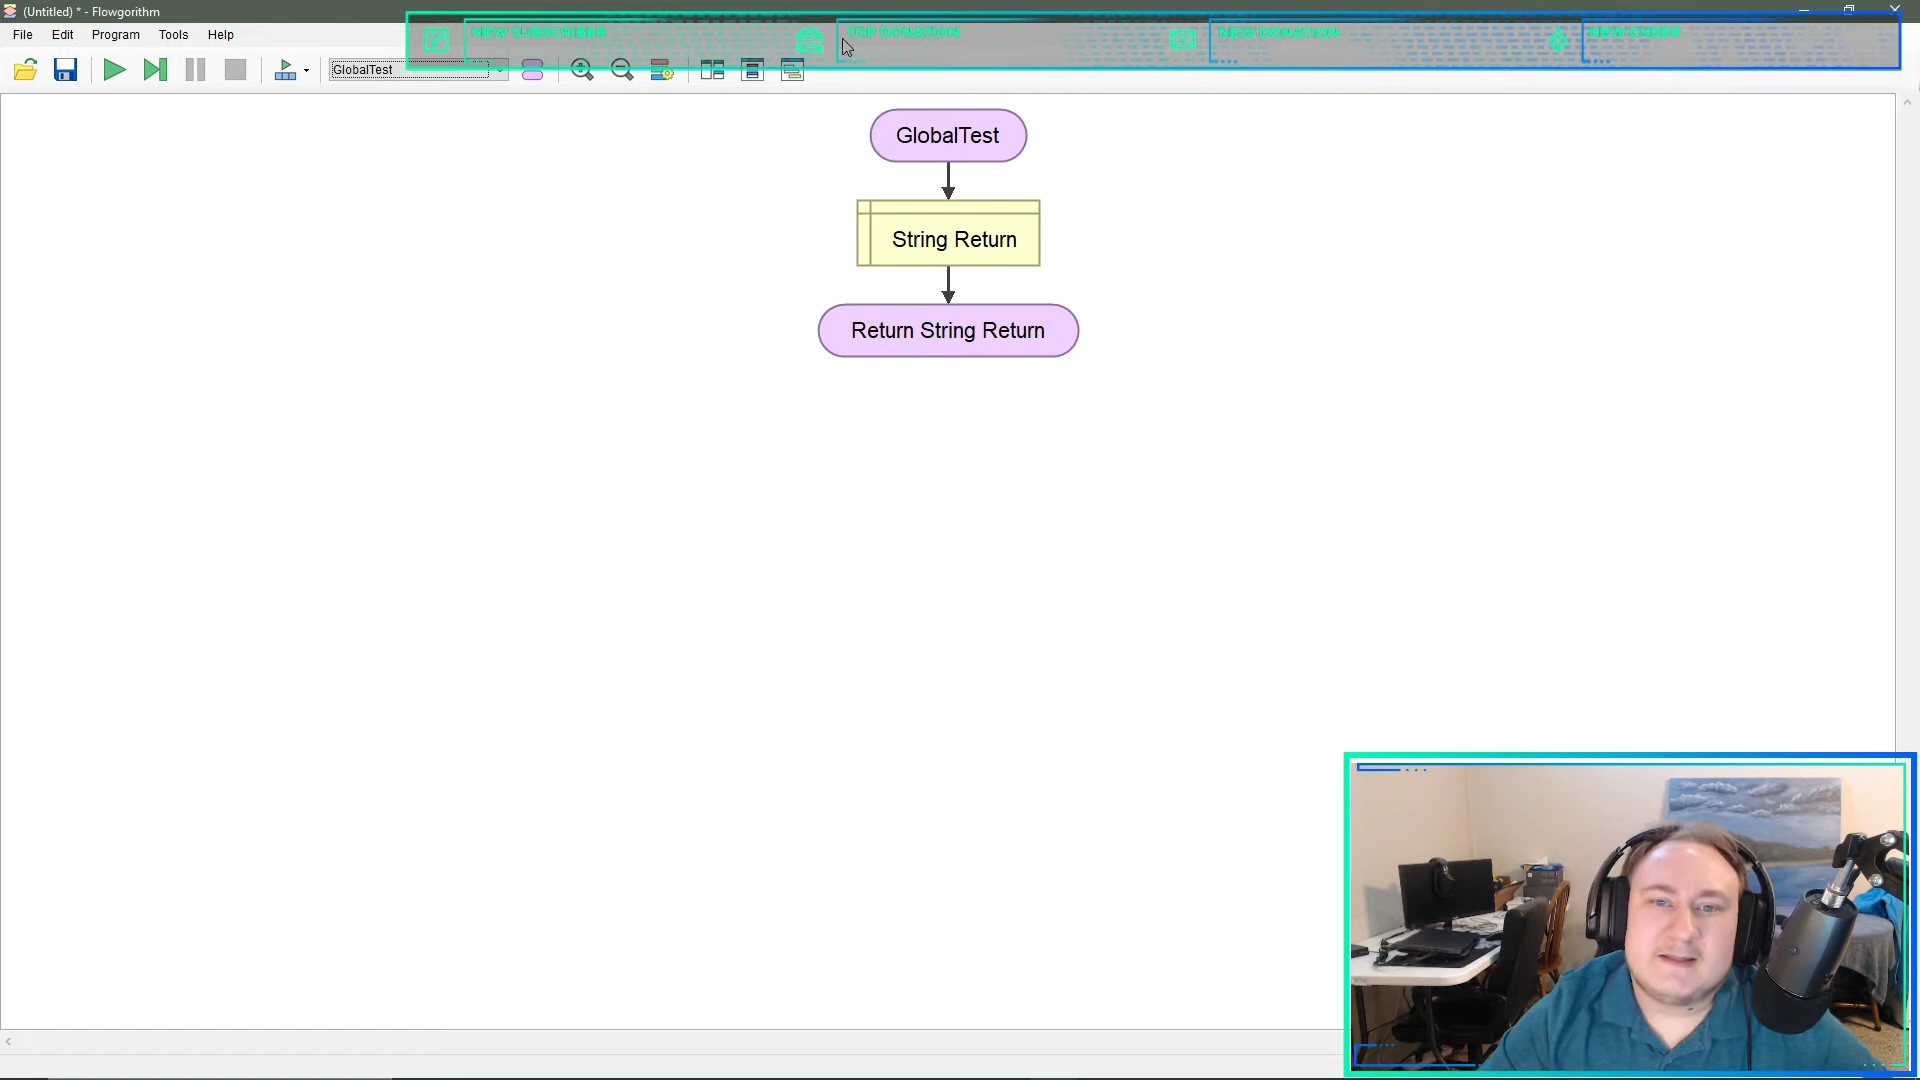 (Untitled) * - Flowgorithm
File Edit Program Tools Help
NEW SUBSCRIBER
TOP DONATION
NEW DONATION
NEW CHEER
GlobalTest
GlobalTest
String Return
Return String Return